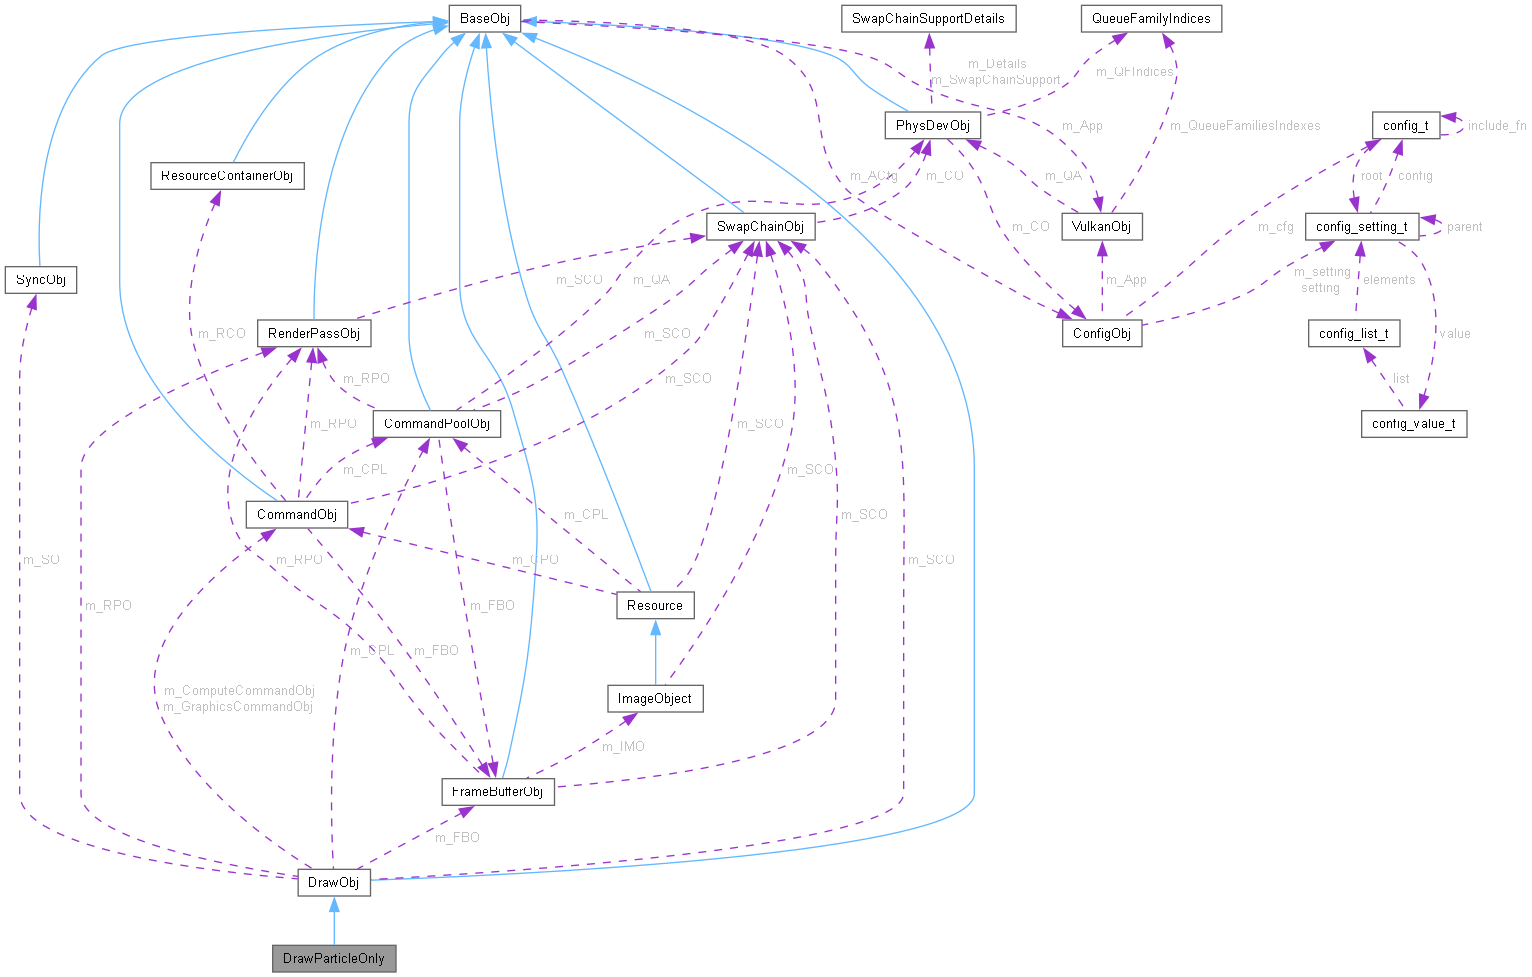 BaseObj
SwapChainSupportDetails
QueueFamilyIndices
m_Details
m_SwapChainSupport
m_QFIndices
PhysDevObj
m_App
m_QueueFamiliesIndexes
config_t
include_fn
ResourceContainerObj
m_ACfg
m_CO
m_QA
root
config
SwapChainObj
m_CO
VulkanObj
m_cfg
config_setting_t
parent
SyncObj
m_SCO
m_QA
m_App
m_setting
setting
elements
m_RCO
RenderPassObj
m_SCO
ConfigObj
config_list_t
value
m_RPO
m_SCO
list
CommandPoolObj
m_RPO
m_SCO
config_value_t
m_CPL
m_SCO
CommandObj
m_CPL
m_SCO
m_SO
m_RPO
m_CPO
m_SCO
m_RPO
m_FBO
Resource
m_CPL
m_FBO
m_ComputeCommandObj
m_GraphicsCommandObj
ImageObject
m_IMO
FrameBufferObj
m_FBO
DrawObj
DrawParticleOnly